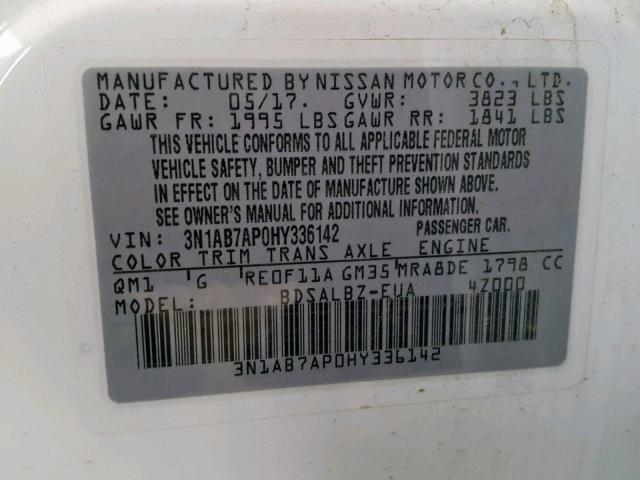 MANUFACTURED BY NISSAN MOTOR CO., LTD.
DATE: 05/17. GVWR: 3823 LBS
GAWR FR: 1995 LBS GAWR RR: 1841 LBS
THIS VEHICLE CONFORMS TO ALL APPLICABLE FEDERAL MOTOR
VEHICLE SAFETY, BUMPER AND THEFT PREVENTION STANDARDS
IN EFFECT ON THE DATE OF MANUFACTURE SHOWN ABOVE.
SEE OWNER'S MANUAL FOR ADDITIONAL INFORMATION.
VIN: 3N1AB7AP0HY336142 PASSENGER CAR.
COLOR TRIM TRANS AXLE ENGINE
QM1 G RE0F11A GM35 MRA8DE 1798 CC
BDSALBZ-EUA 4Z000
3N1AB7AP0HY336142